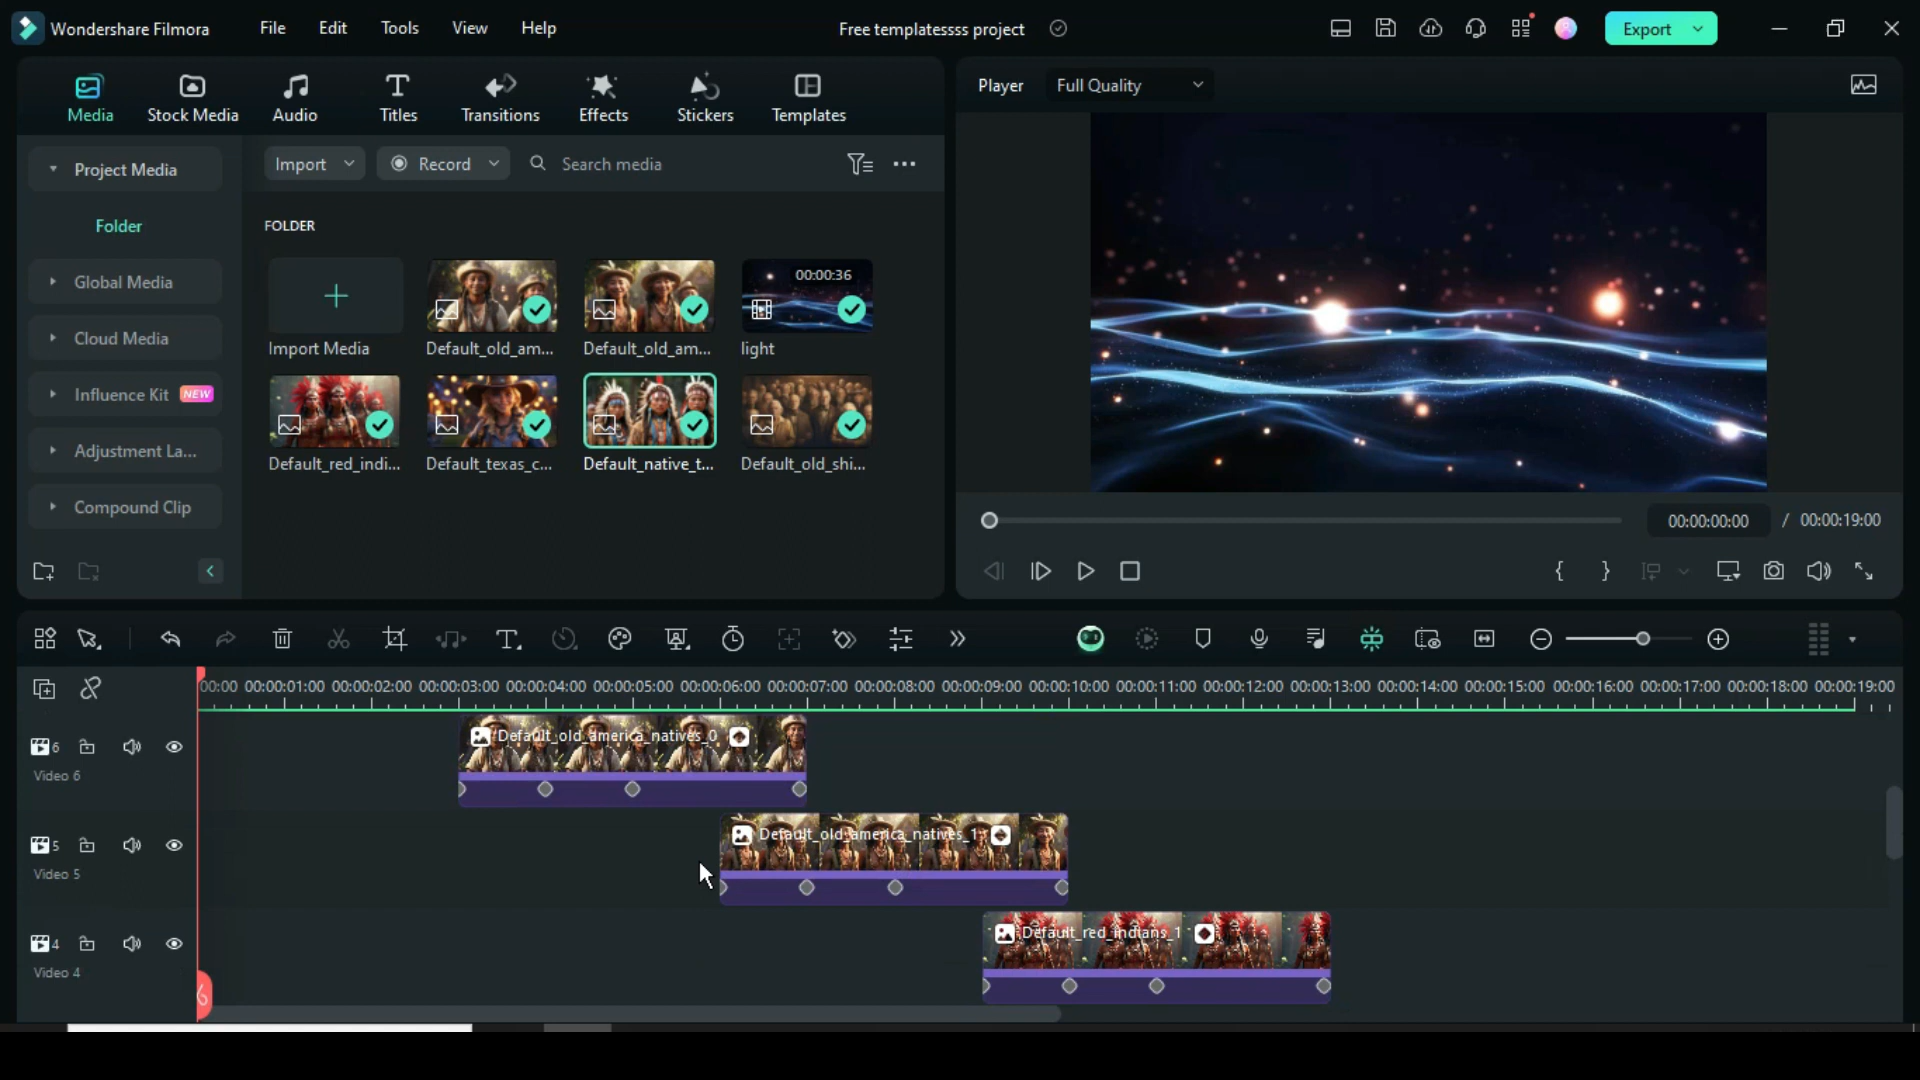 Wondershare Filmora
File
Edit
Tools
View
Help
Free templatessss project
Export
Media
Stock Media
Audio
Titles
Transitions
Effects
Stickers
Templates
Player
Full Quality
Project Media
Folder
Global Media
Cloud Media
Influence Kit NEW
Adjustment La...
Compound Clip
Import
Record
Search media
FOLDER
00:00:36
Import Media
Default_old_am...
Default_old_am...
light
Default_red_indi...
Default_texas_c...
Default_native_t...
Default_old_shi...
00:00:00:00 / 00:00:19:00
00:00 00:00:01:00 00:00:02:00 00:00:03:00 00:00:04:00 00:00:05:00 00:00:06:00 00:00:07:00 00:00:08:00 00:00:09:00 00:00:10:00 00:00:11:00 00:00:12:00 00:00:13:00 00:00:14:00 00:00:15:00 00:00:16:00 00:00:17:00 00:00:18:00 00:00:19:00
6
Video 6
Default_old_america_natives_0
5
Video 5
Default_old_america_natives_1
4
Video 4
Default_red_indians_1